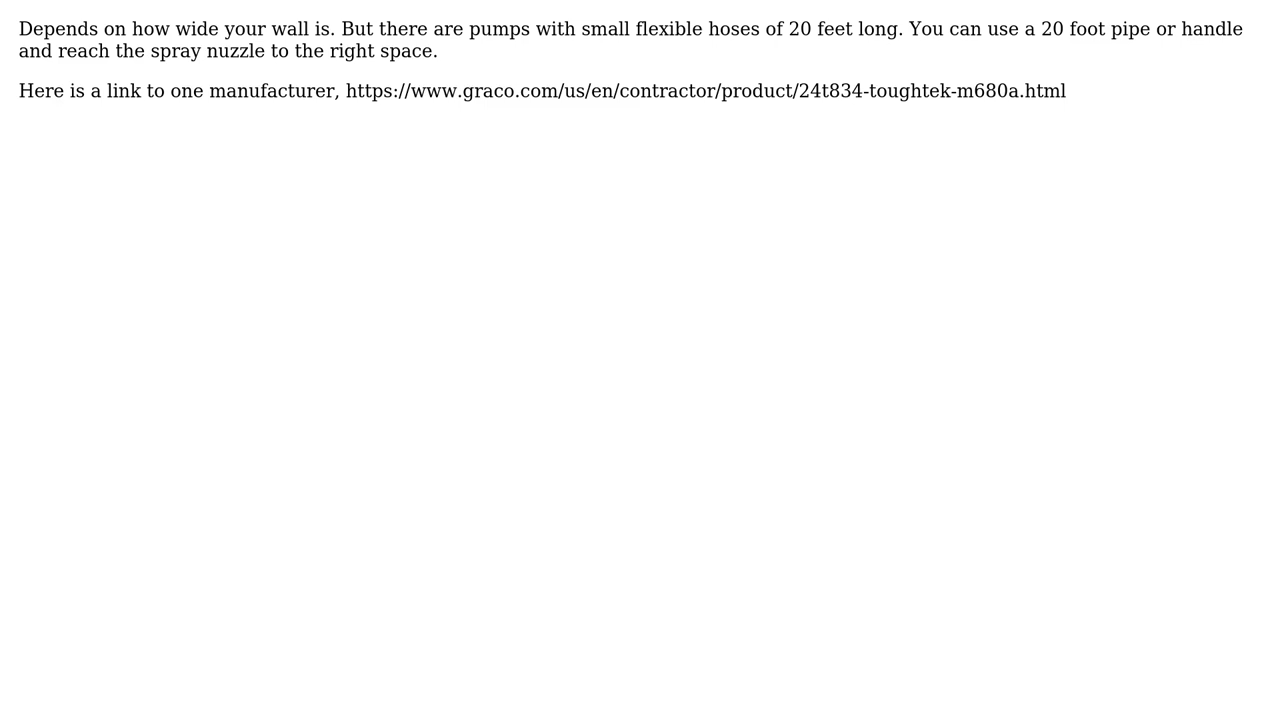 Depends on how wide your wall is. But there are pumps with small flexible hoses of 20 feet long. You can use a 20 foot pipe or handle
and reach the spray nuzzle to the right space.
Here is a link to one manufacturer, https://www.graco.com/us/en/contractor/product/24t834-toughtek-m680a.html